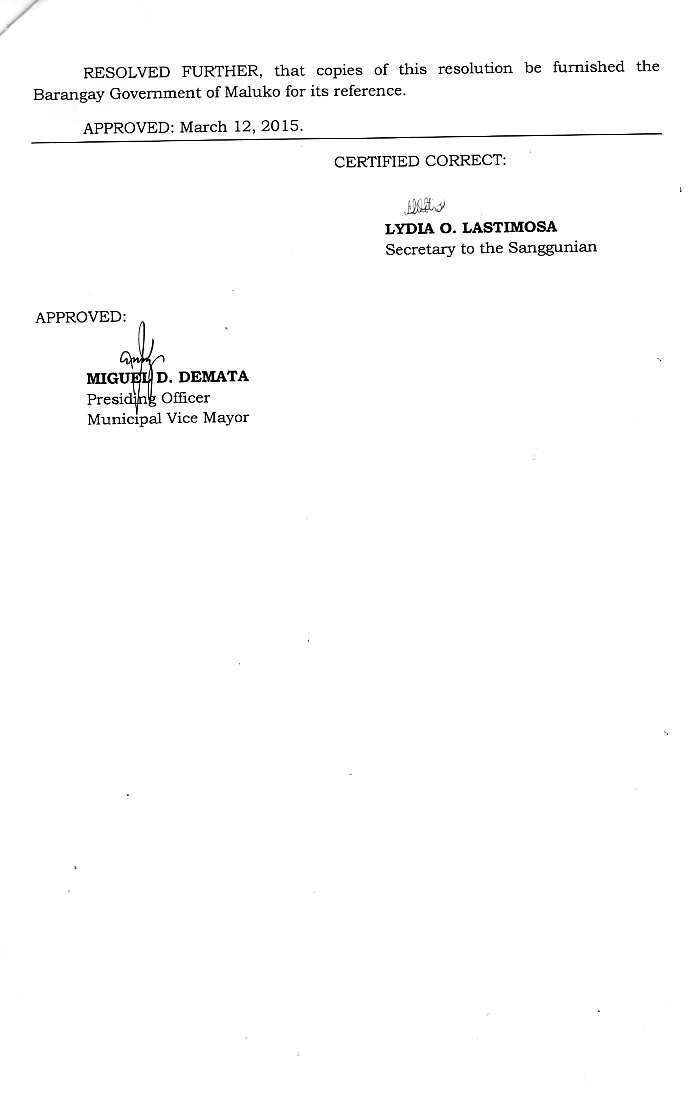 RESOLVED FURTHER, that copies of this resolution be furnished the
Barangay Government of Maluko for its reference.
APPROVED: March 12, 2015.
CERTIFIED CORRECT:
LYDIA O. LASTIMOSA
Secretary to the Sanggunian
APPROVED:
MIGUEL D. DEMATA
Presiding Officer
Municipal Vice Mayor